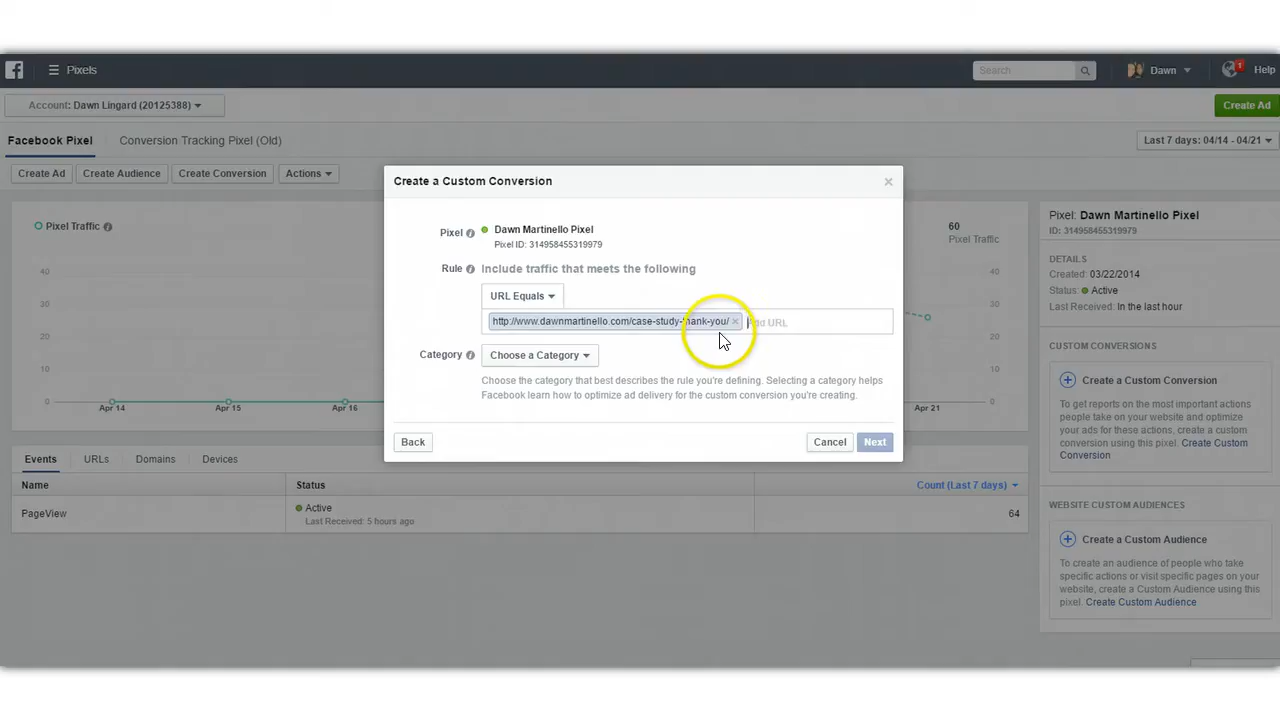 Pixels
Search
Dawn
1
Help
Account: Dawn Lingard (20125388)
Create Ad
Facebook Pixel
Conversion Tracking Pixel (Old)
Last 7 days: 04/14 - 04/21
Create Ad
Create Audience
Create Conversion
Actions
Create a Custom Conversion
Pixel Traffic
60
Pixel Traffic
40
30
20
10
0
40
30
20
10
0
Apr 14
Apr 15
Apr 16
Apr 21
Pixel
Dawn Martinello Pixel
Pixel ID: 314958455319979
Rule
Include traffic that meets the following
URL Equals
http://www.dawnmartinello.com/case-study-thank-you/
Add URL
Category
Choose a Category
Choose the category that best describes the rule you're defining. Selecting a category helps
Facebook learn how to optimize ad delivery for the custom conversion you're creating.
Back
Cancel
Next
Pixel: Dawn Martinello Pixel
ID: 314958455319979
DETAILS
Created: 03/22/2014
Status: Active
Last Received: In the last hour
CUSTOM CONVERSIONS
Create a Custom Conversion
To get reports on the most important actions
people take on your website and optimize
your ads for these actions, create a custom
conversion using this pixel. Create Custom
Conversion
WEBSITE CUSTOM AUDIENCES
Create a Custom Audience
To create an audience of people who take
specific actions or visit specific pages on your
website, create a Custom Audience using this
pixel. Create Custom Audience
Events
URLs
Domains
Devices
Name
Status
Count (Last 7 days)
PageView
Active
Last Received: 5 hours ago
64